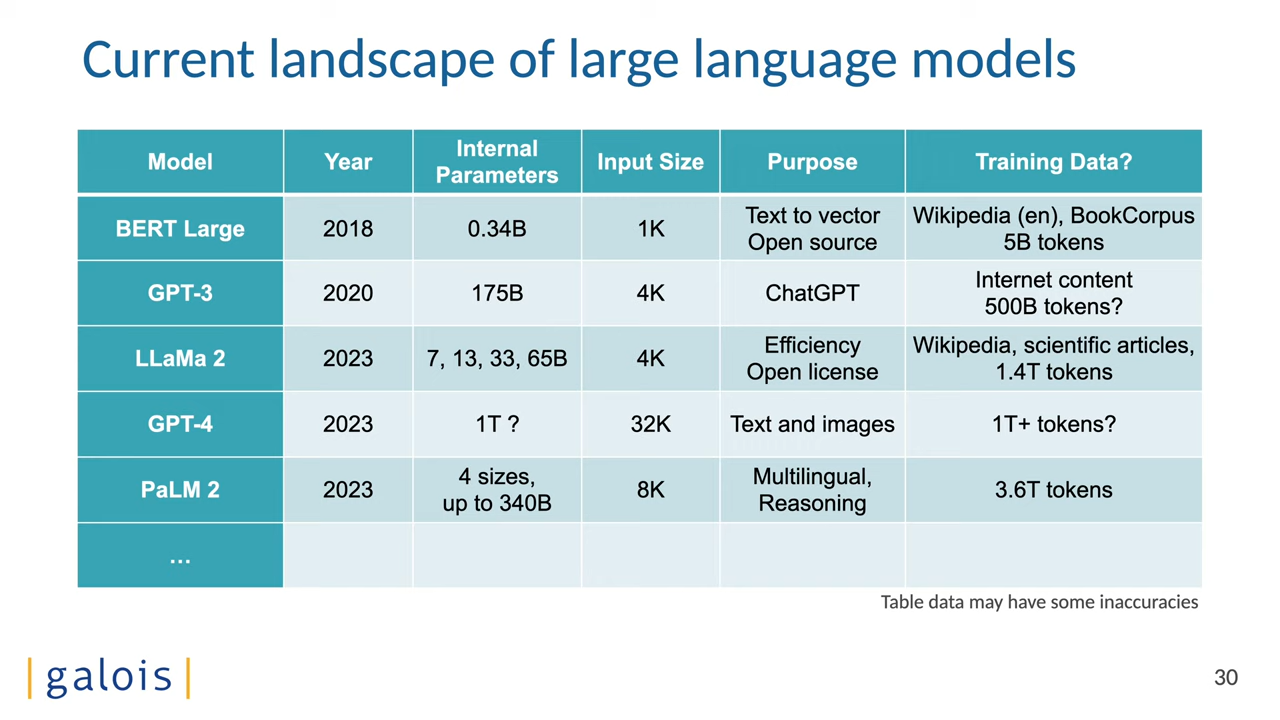 Current landscape of large language models
Model
Year
Internal
Parameters
Input Size
Purpose
Training Data?
BERT Large
2018
0.34B
1K
Text to vector
Open source
Wikipedia (en), BookCorpus
5B tokens
GPT-3
2020
175B
4K
ChatGPT
Internet content
500B tokens?
LLaMa 2
2023
7, 13, 33, 65B
4K
Efficiency
Open license
Wikipedia, scientific articles,
1.4T tokens
GPT-4
2023
1T ?
32K
Text and images
1T+ tokens?
PaLM 2
2023
4 sizes,
up to 340B
8K
Multilingual,
Reasoning
3.6T tokens
...
Table data may have some inaccuracies
| galois |
30